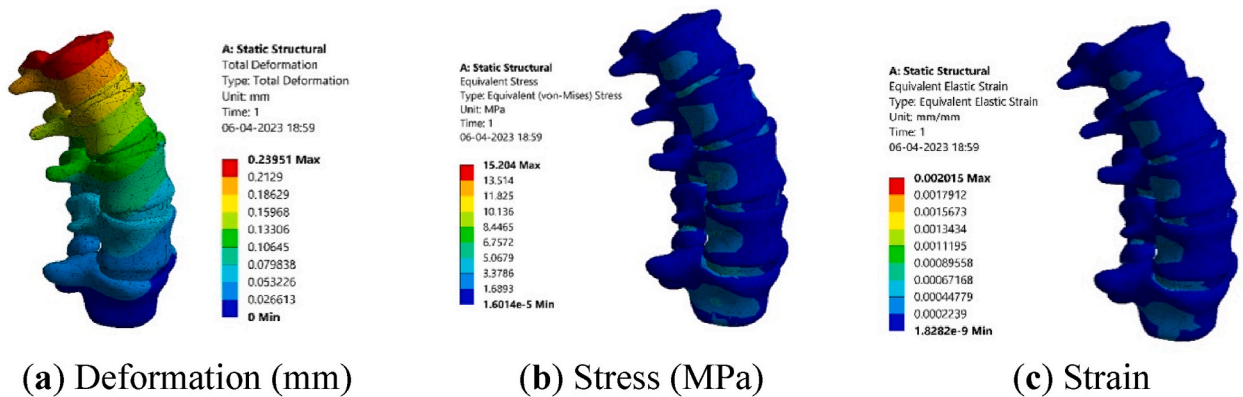 A: Static Structural
Total Deformation
Type: Total Deformation
Unit: mm
Time: 1
06-04-2023 18:59
0.23951 Max
0.2129
0.18629
0.15968
0.13306
0.10645
0.079838
0.053226
0.026613
0 Min
A: Static Structural
Equivalent Stress
Type: Equivalent (von-Mises) Stress
Unit: MPa
Time: 1
06-04-2023 18:59
15.204 Max
13.514
11.825
10.136
8.4465
6.7572
5.0679
3.3786
1.6893
1.6014e-5 Min
A: Static Structural
Equivalent Elastic Strain
Type: Equivalent Elastic Strain
Unit: mm/mm
Time: 1
06-04-2023 18:59
0.002015 Max
0.0017912
0.0015673
0.0013434
0.0011195
0.00089558
0.00067168
0.00044779
0.0002239
1.8282e-9 Min
(a) Deformation (mm)
(b) Stress (MPa)
(c) Strain